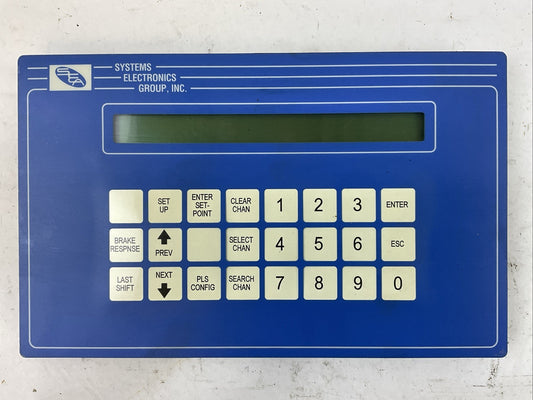 SEG
SYSTEMS
ELECTRONICS
GROUP, INC.
SET
UP
ENTER
SET-
POINT
CLEAR
CHAN
1
2
3
ENTER
BRAKE
RESPNSE
PREV
SELECT
CHAN
4
5
6
ESC
LAST
SHIFT
NEXT
PLS
CONFIG
SEARCH
CHAN
7
8
9
0